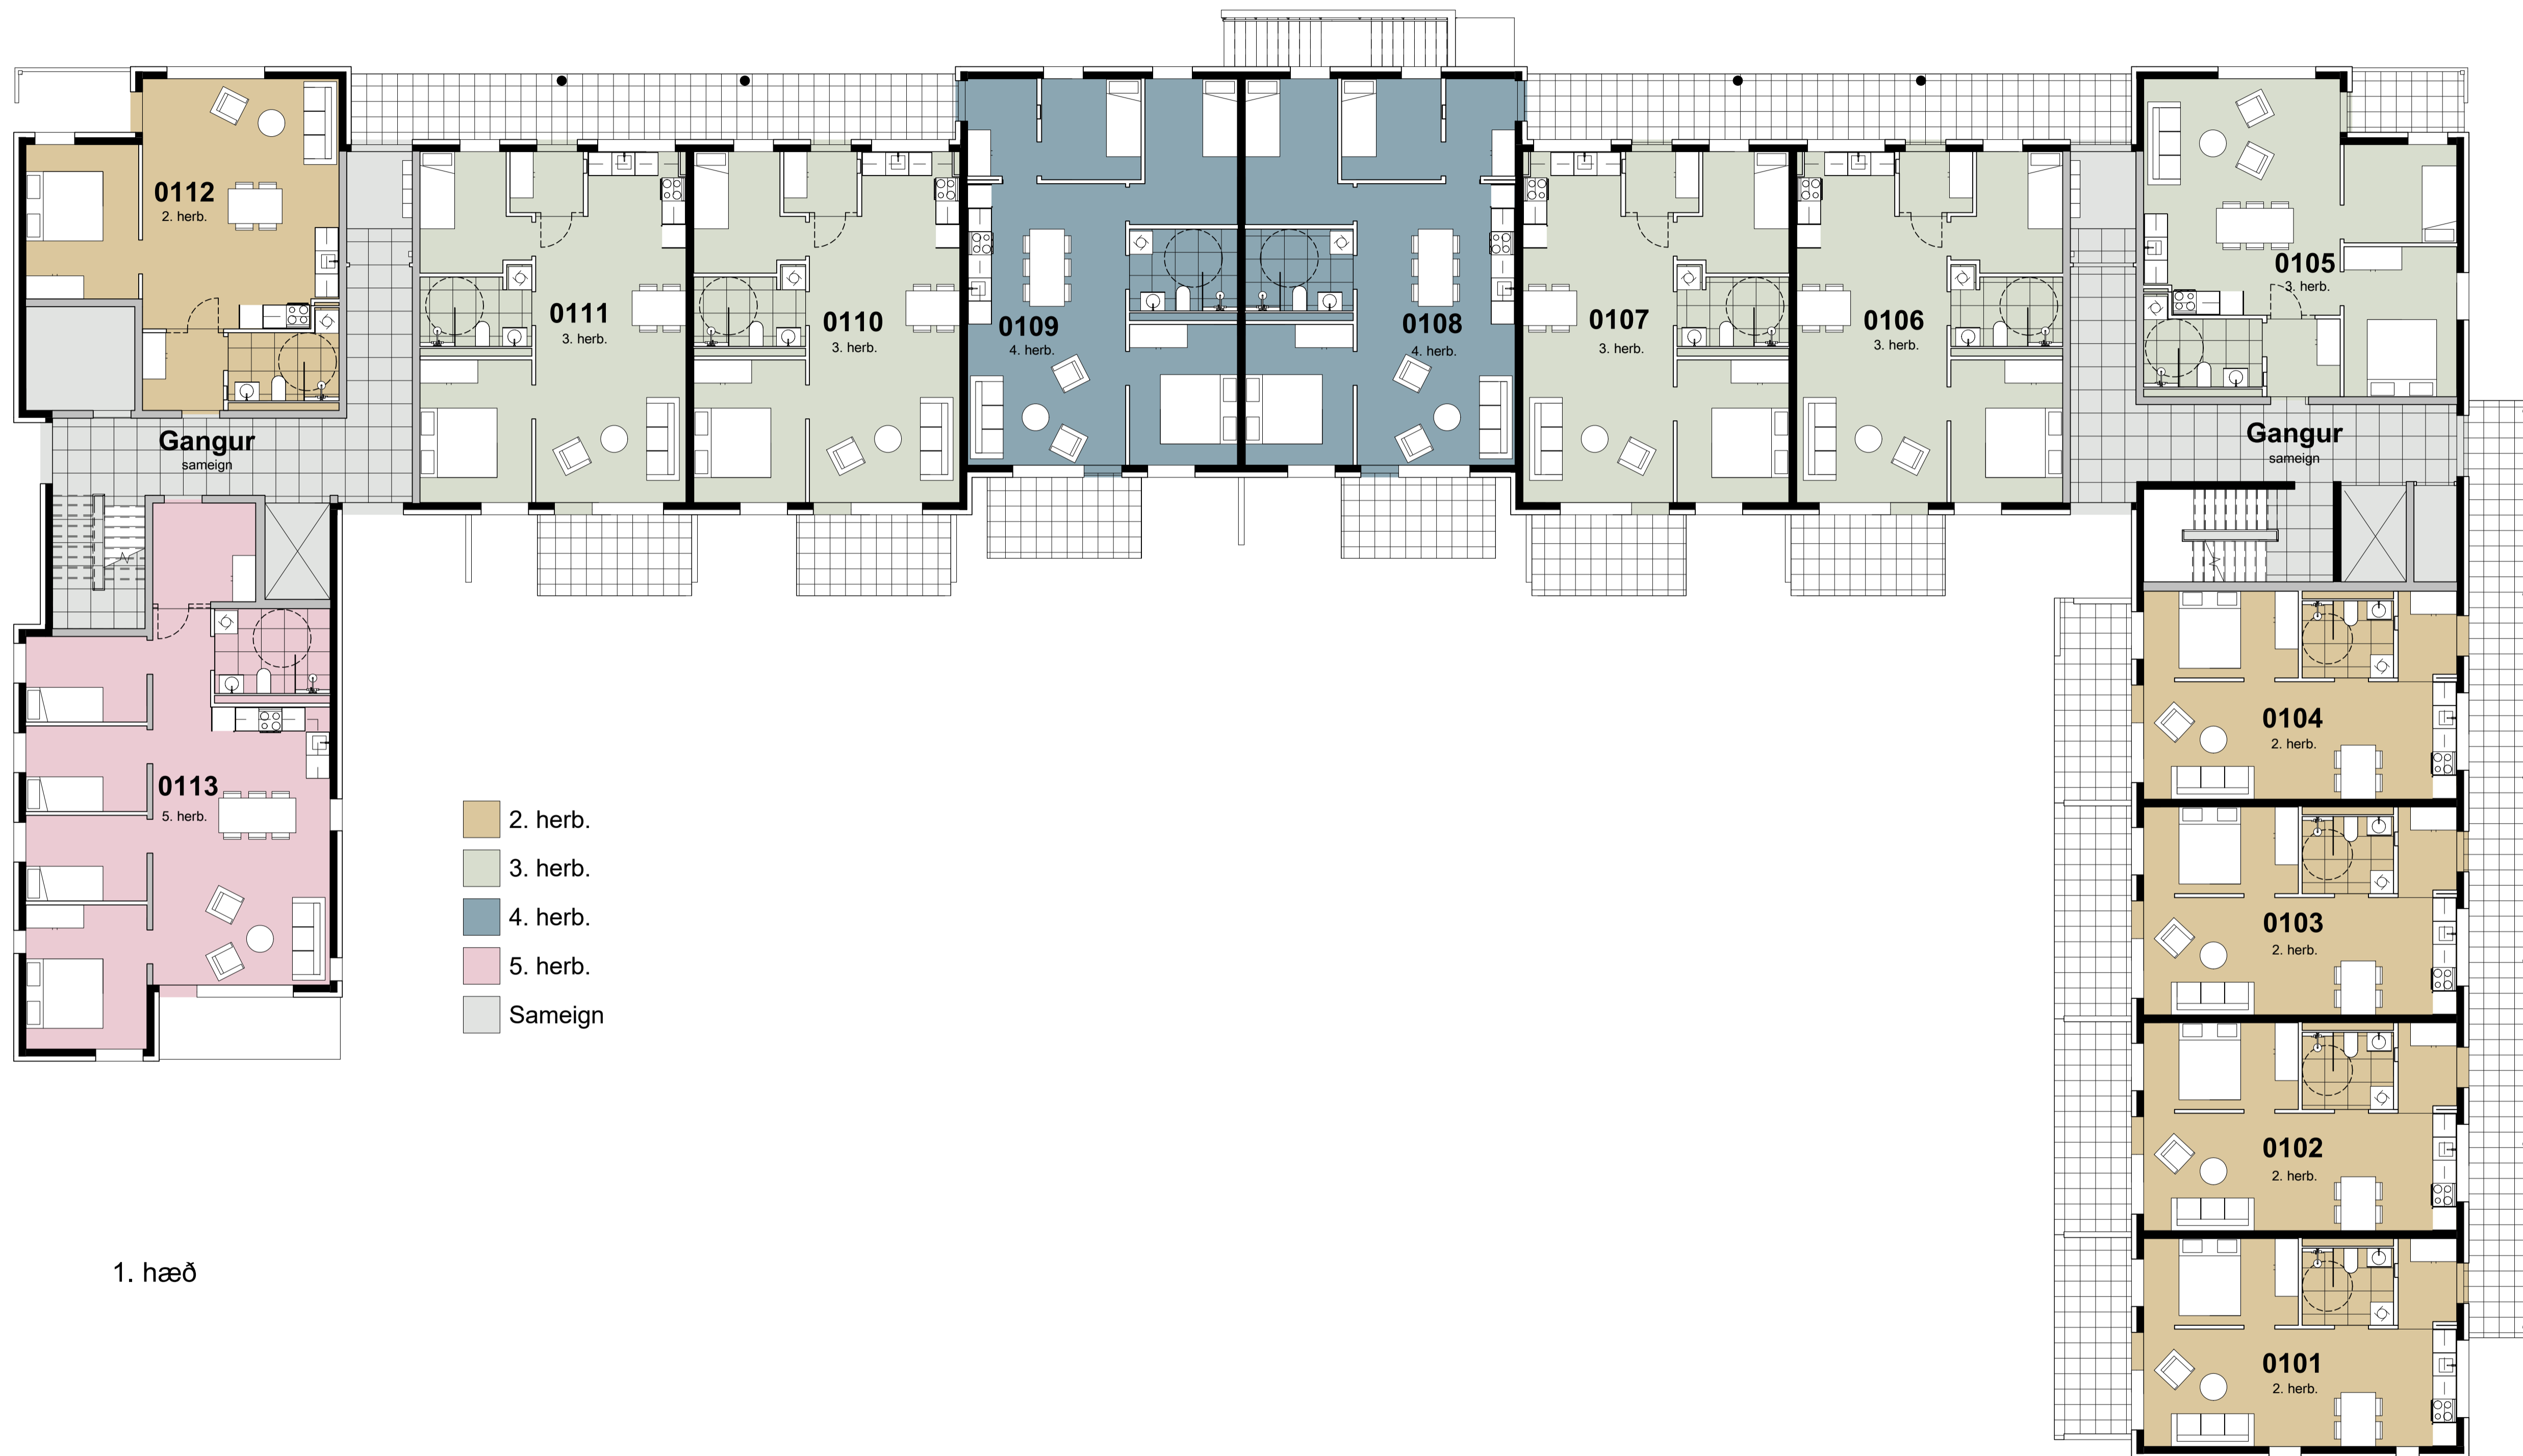 0112
2. herb.
0111
3. herb.
0110
3. herb.
0109
4. herb.
0108
4. herb.
0107
3. herb.
0106
3. herb.
0105
3. herb.
Gangur
sameign
Gangur
sameign
0113
5. herb.
0104
2. herb.
0103
2. herb.
0102
2. herb.
0101
2. herb.
2. herb.
3. herb.
4. herb.
5. herb.
Sameign
1. hæð